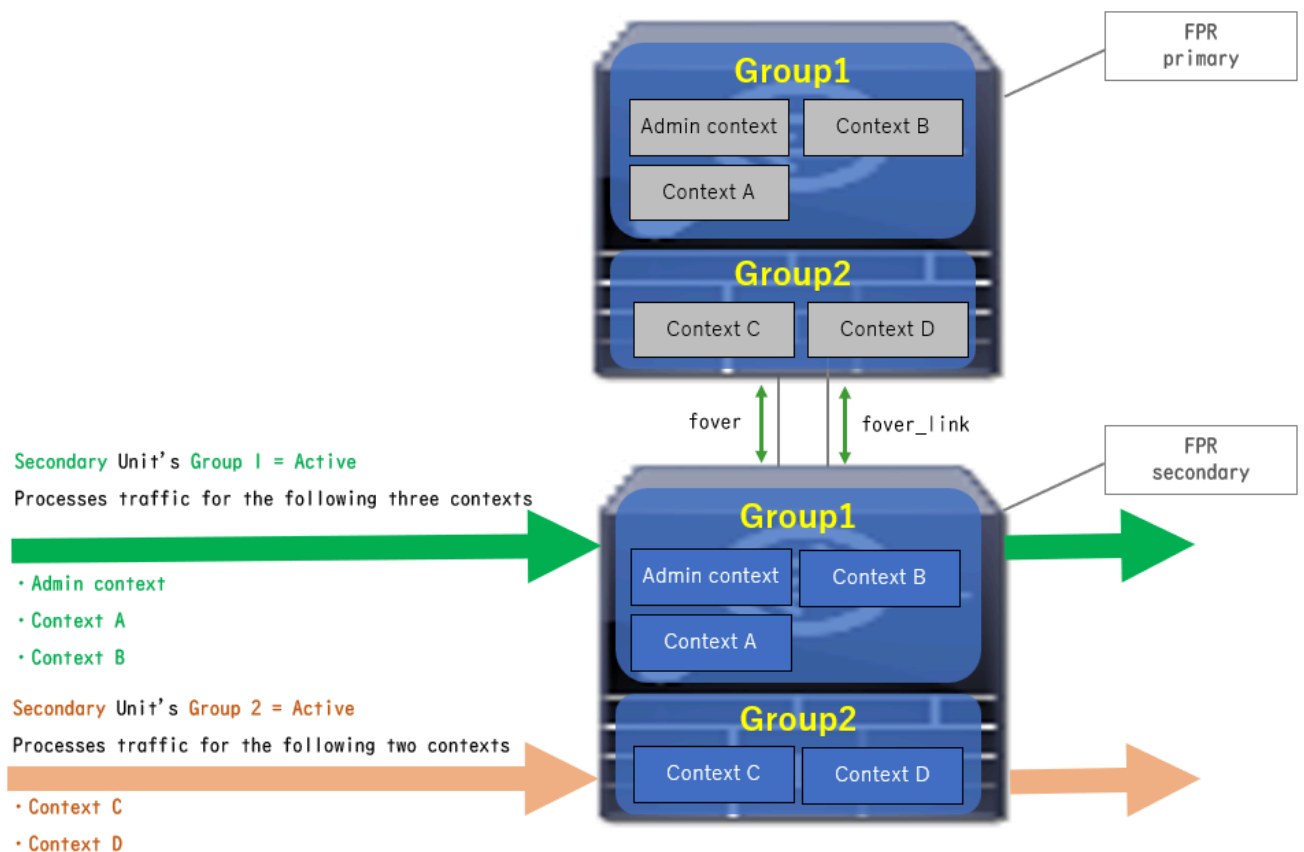 FPR
primary
Group1
Admin context
Context B
Context A
Group2
Context C
Context D
fover
fover_link
FPR
secondary
Secondary Unit's Group 1 = Active
Processes traffic for the following three contexts
・Admin context
・Context A
・Context B
Group1
Admin context
Context B
Context A
Secondary Unit's Group 2 = Active
Processes traffic for the following two contexts
・Context C
・Context D
Group2
Context C
Context D